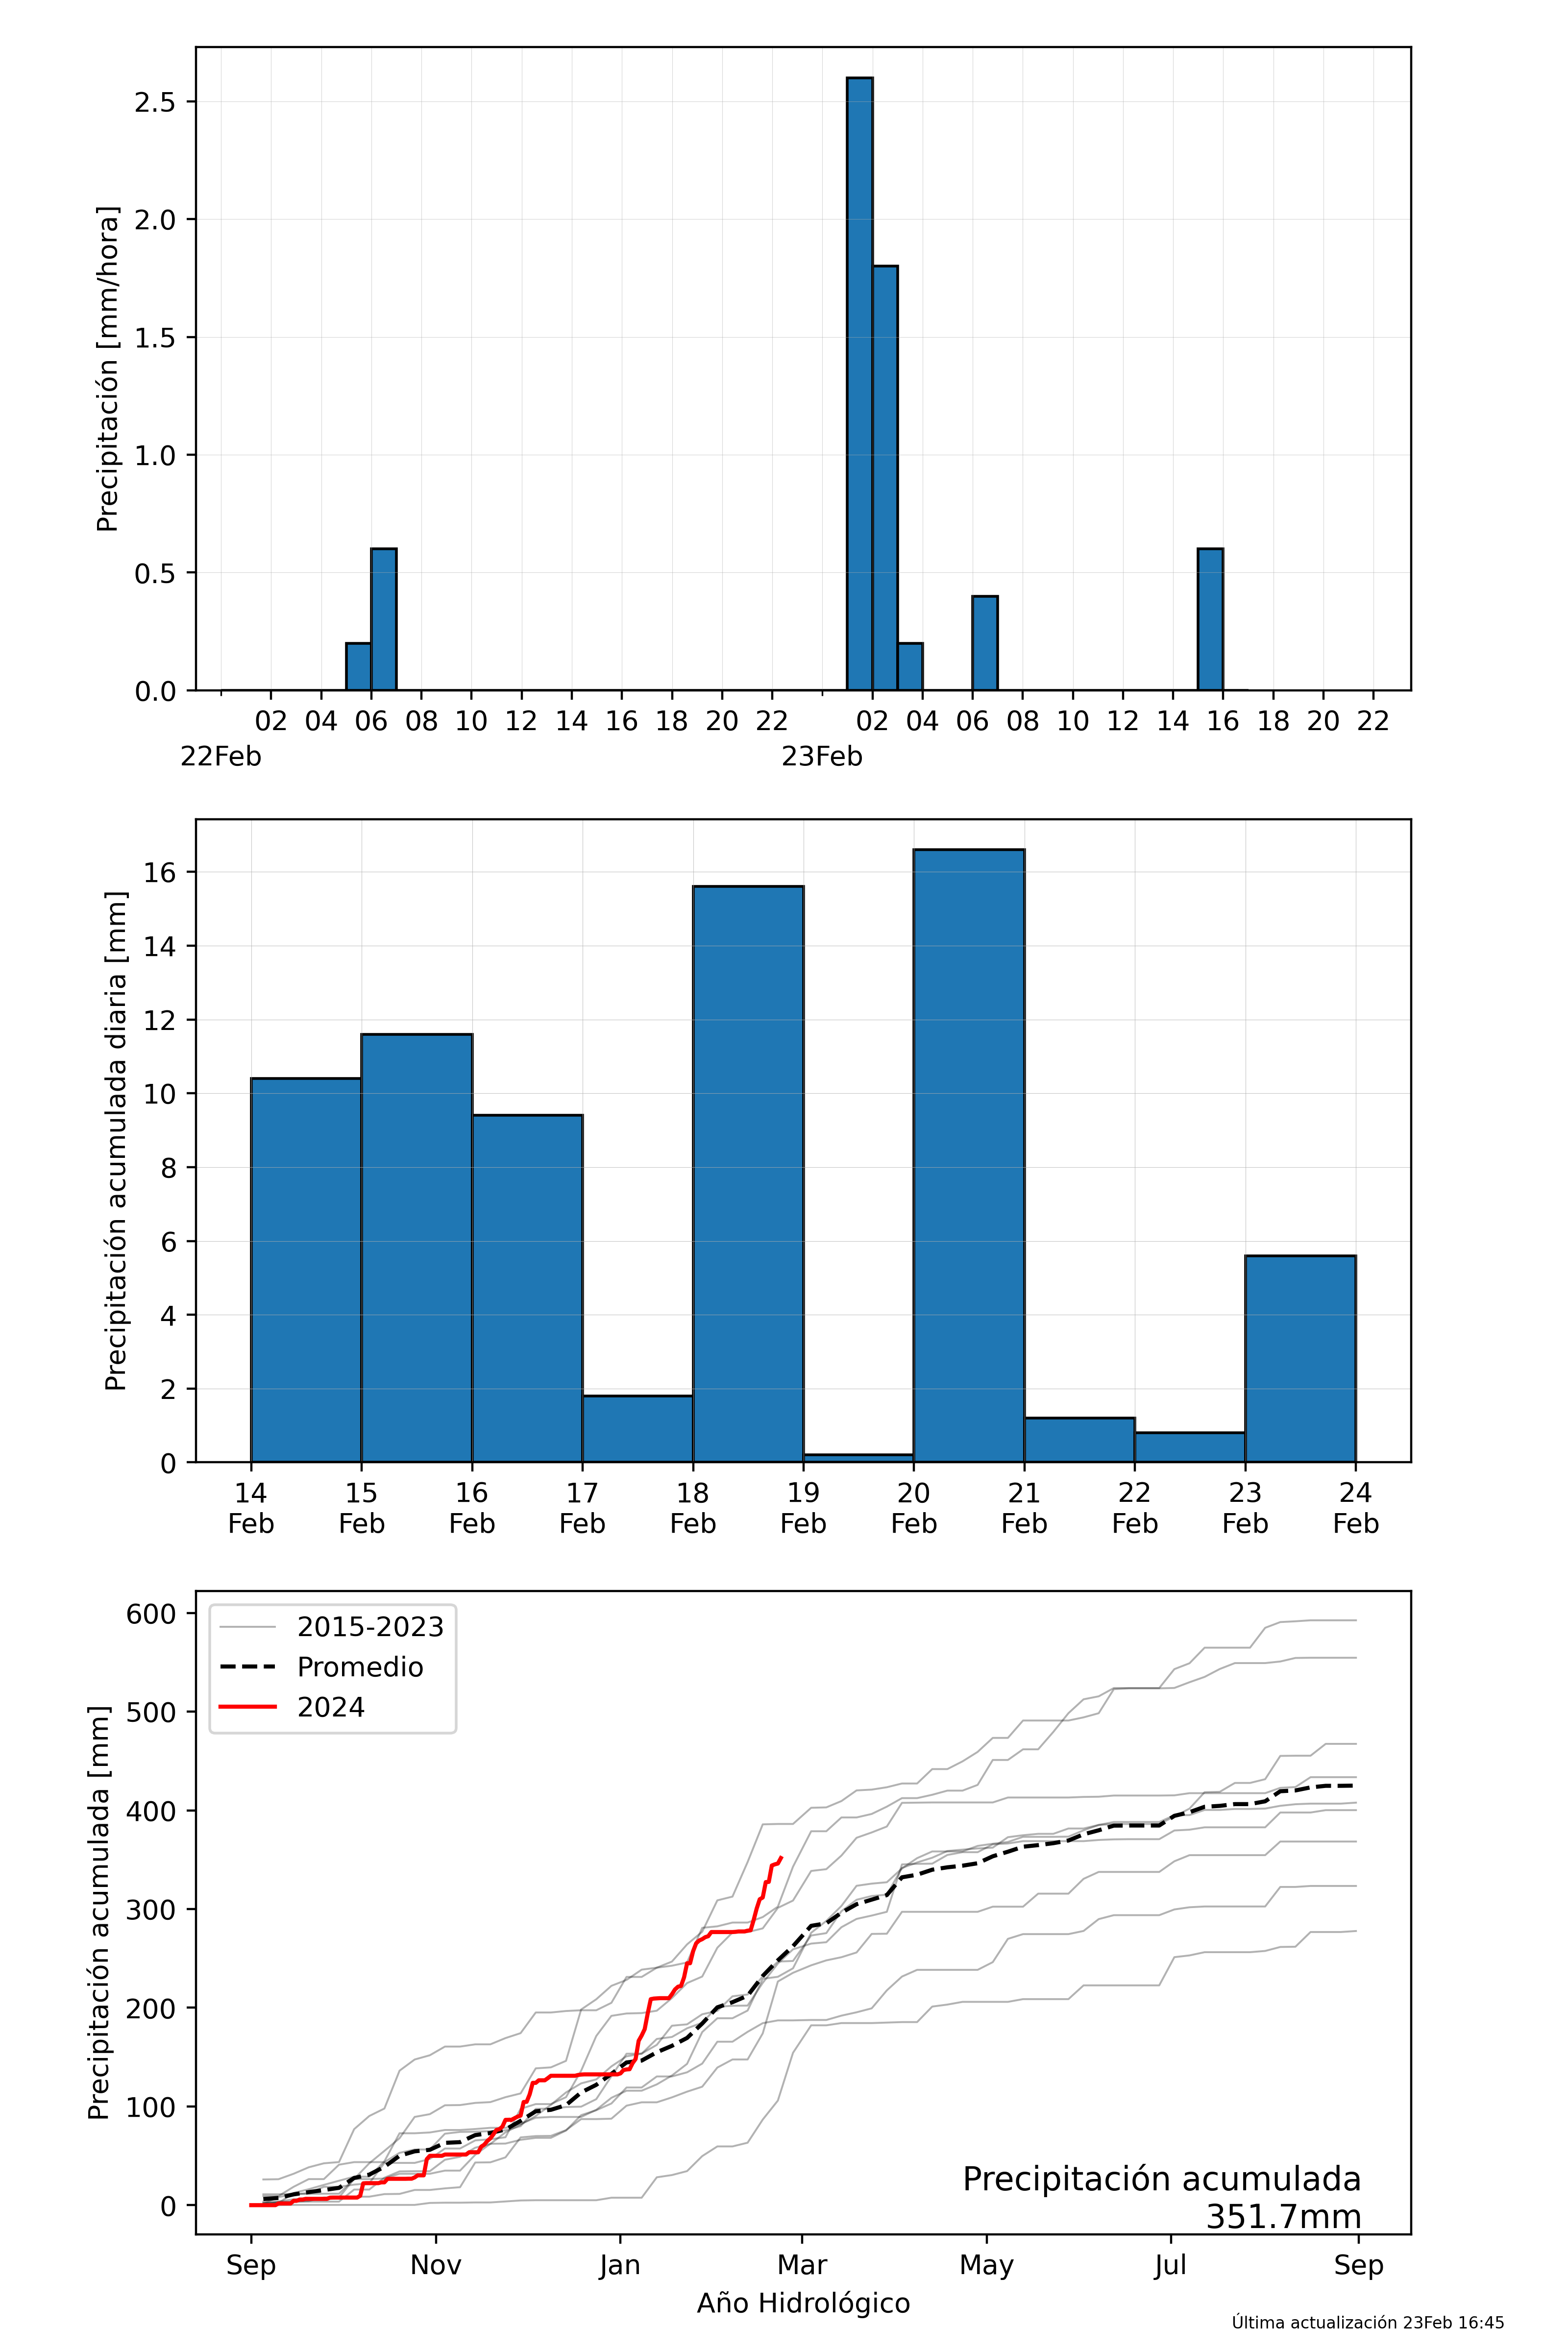 2.5
2.0
1.5
1.0
0.5
0.0
Precipitación [mm/hora]
02 04 06 08 10 12 14 16 18 20 22 02 04 06 08 10 12 14 16 18 20 22
22Feb 23Feb
16
14
12
10
8
6
4
2
0
Precipitación acumulada diaria [mm]
14 15 16 17 18 19 20 21 22 23 24
Feb Feb Feb Feb Feb Feb Feb Feb Feb Feb Feb
600
500
400
300
200
100
0
Precipitación acumulada [mm]
2015-2023
Promedio
2024
Precipitación acumulada
351.7mm
Sep Nov Jan Mar May Jul Sep
Año Hidrológico
Última actualización 23Feb 16:45